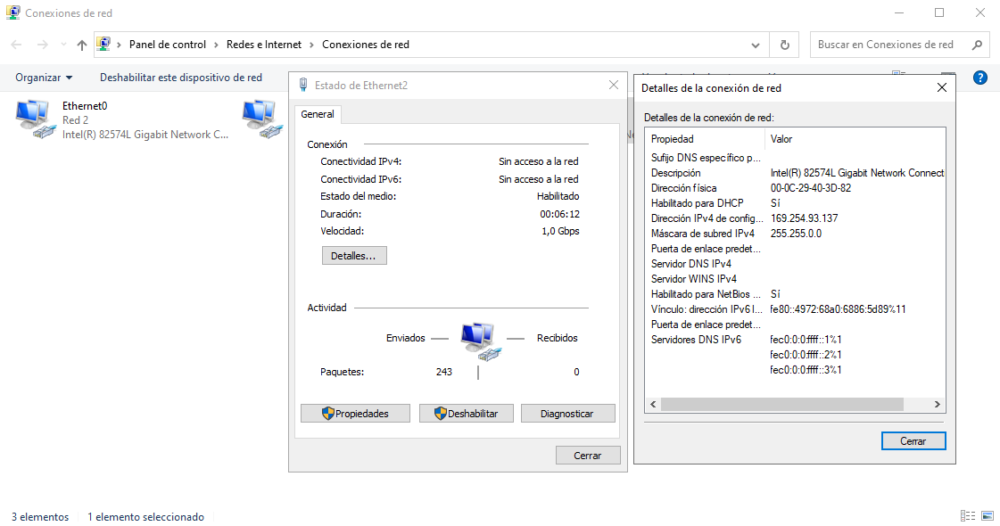 Conexiones de red
Panel de control > Redes e Internet > Conexiones de red
Buscar en Conexiones de red
Organizar
Deshabilitar este dispositivo de red
Ethernet0
Red 2
Intel(R) 82574L Gigabit Network C...
Estado de Ethernet2
General
Conexión
Conectividad IPv4: Sin acceso a la red
Conectividad IPv6: Sin acceso a la red
Estado del medio: Habilitado
Duración: 00:06:12
Velocidad: 1,0 Gbps
Detalles...
Actividad
Enviados — — Recibidos
Paquetes: 243 | 0
Propiedades
Deshabilitar
Diagnosticar
Cerrar
Detalles de la conexión de red
Detalles de la conexión de red:
Propiedad Valor
Sufijo DNS específico p...
Descripción Intel(R) 82574L Gigabit Network Connect
Dirección física 00-0C-29-40-3D-82
Habilitado para DHCP Sí
Dirección IPv4 de config... 169.254.93.137
Máscara de subred IPv4 255.255.0.0
Puerta de enlace predet...
Servidor DNS IPv4
Servidor WINS IPv4
Habilitado para NetBios ... Sí
Vínculo: dirección IPv6 l... fe80::4972:68a0:6886:5d89%11
Puerta de enlace predet...
Servidores DNS IPv6 fec0:0:0:ffff::1%1
fec0:0:0:ffff::2%1
fec0:0:0:ffff::3%1
Cerrar
3 elementos
1 elemento seleccionado